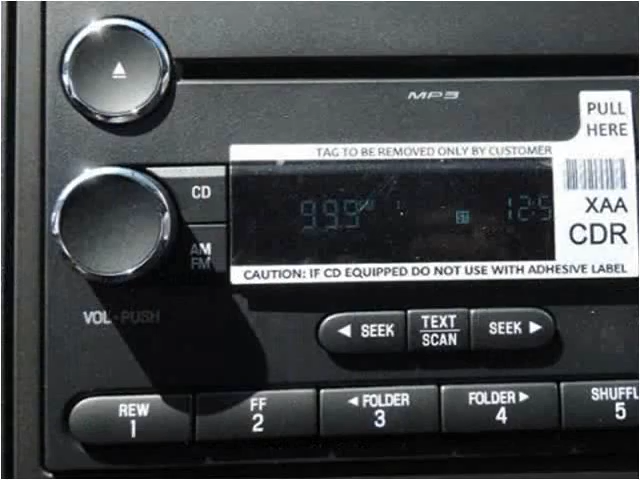 MP3
PULL
HERE
TAG TO BE REMOVED ONLY BY CUSTOMER
CD
XAA
CDR
999
ST
12:5
AM
FM
CAUTION: IF CD EQUIPPED DO NOT USE WITH ADHESIVE LABEL
VOL - PUSH
◄ SEEK
TEXT
SCAN
SEEK ►
REW
1
FF
2
◄ FOLDER
3
FOLDER ►
4
SHUFFL
5